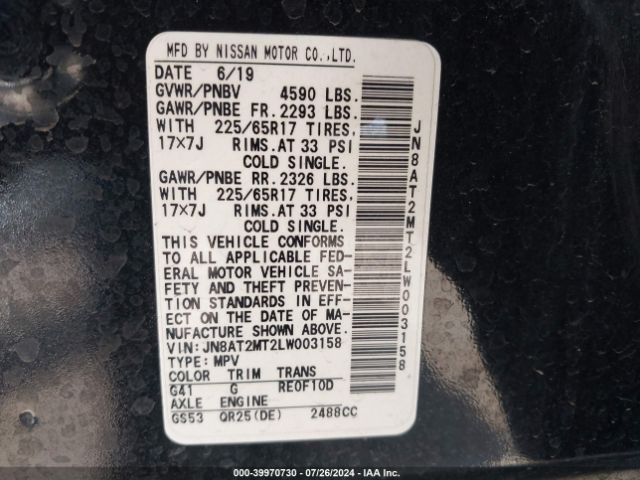 MFD BY NISSAN MOTOR CO.,LTD.
DATE 6/19
GVWR/PNBV 4590 LBS.
GAWR/PNBE FR. 2293 LBS.
WITH 225/65R17 TIRES,
17×7J RIMS. AT 33 PSI
COLD SINGLE.
GAWR/PNBE RR. 2326 LBS.
WITH 225/65R17 TIRES,
17×7J RIMS. AT 33 PSI
COLD SINGLE.
THIS VEHICLE CONFORMS
TO ALL APPLICABLE FED-
ERAL MOTOR VEHICLE SA-
FETY AND THEFT PREVEN-
TION STANDARDS IN EFF-
ECT ON THE DATE OF MA-
NUFACTURE SHOWN ABOVE.
VIN: JN8AT2MT2LW003158
TYPE: MPV
COLOR TRIM TRANS
G41 G RE0F10D
AXLE ENGINE
GS53 QR25(DE) 2488CC
JN8AT2MT2LW003158
000-39970730 / 07/26/2024 / IAA Inc.